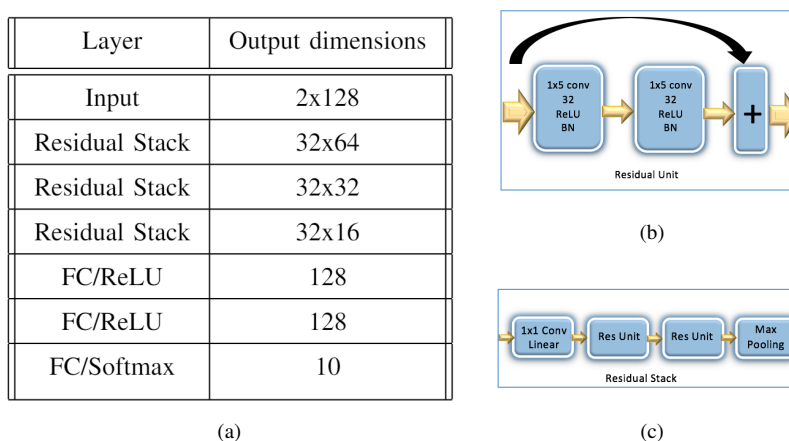 Layer Output dimensions
Input 2x128
Residual Stack 32x64
Residual Stack 32x32
Residual Stack 32x16
FC/ReLU 128
FC/ReLU 128
FC/Softmax 10
(a)
1x5 conv
32
ReLU
BN
1x5 conv
32
ReLU
BN
+
Residual Unit
(b)
1x1 Conv
Linear
Res Unit
Res Unit
Max
Pooling
Residual Stack
(c)